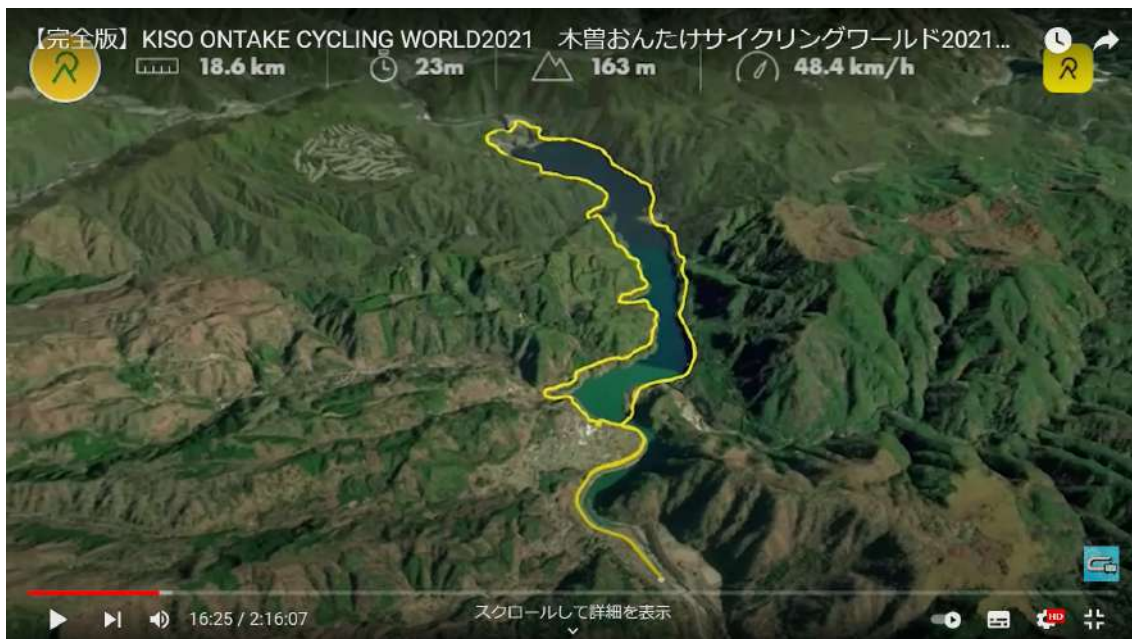 【完全版】KISO ONTAKE CYCLING WORLD2021　木曽おんたけサイクリングワールド2021...
18.6 km 23m 163 m 48.4 km/h
スクロールして詳細を表示
16:25 / 2:16:07 HD